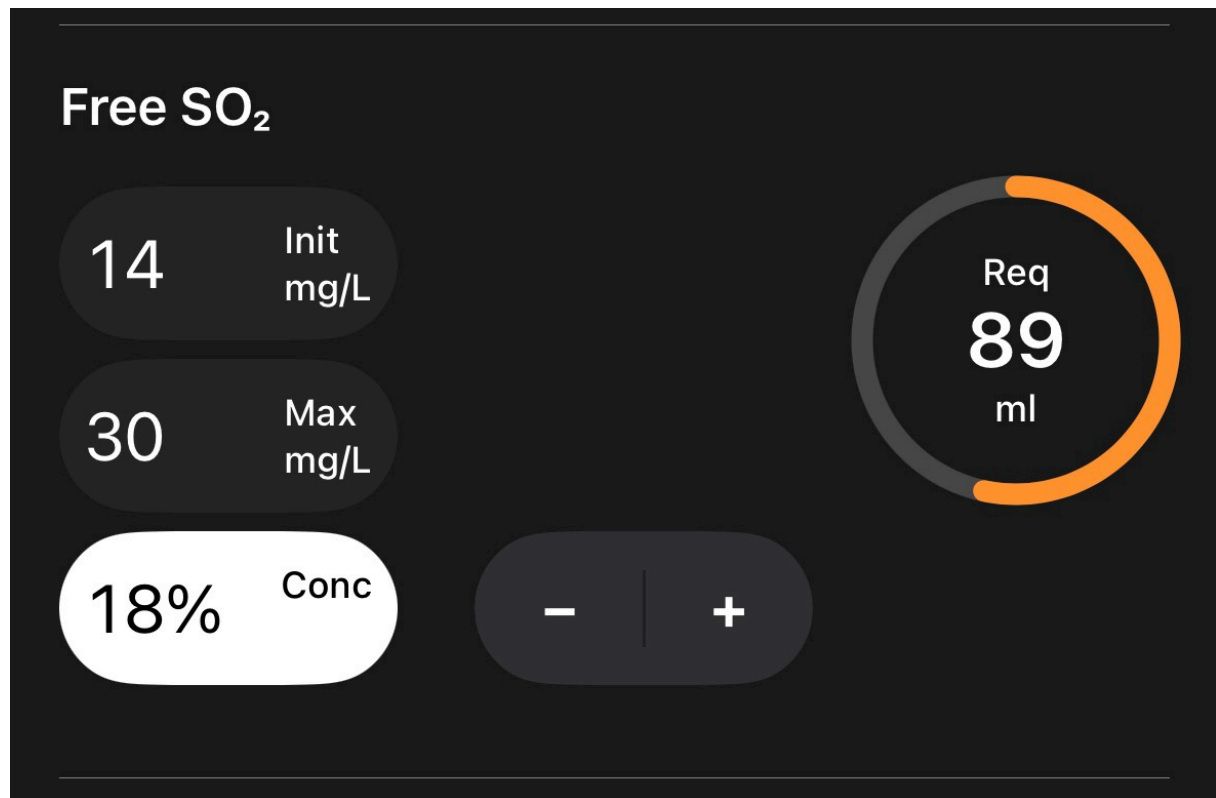 Free SO₂
14 Init
mg/L
Req
89
ml
30 Max
mg/L
18% Conc
− +